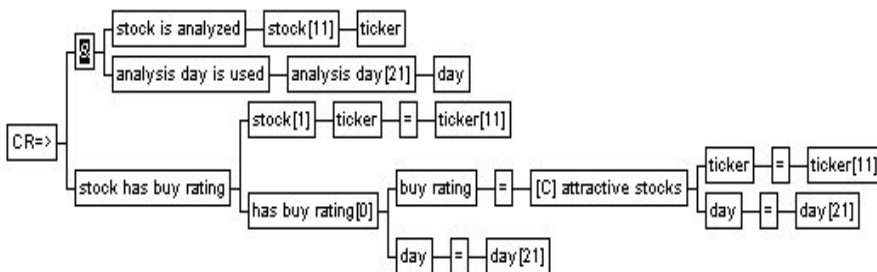 stock is analyzed stock[11] ticker
analysis day is used analysis day[21] day
stock[1] ticker = ticker[11]
CR=>
ticker = ticker[11]
stock has buy rating
buy rating = [C] attractive stocks
has buy rating[0]
day = day[21]
day = day[21]